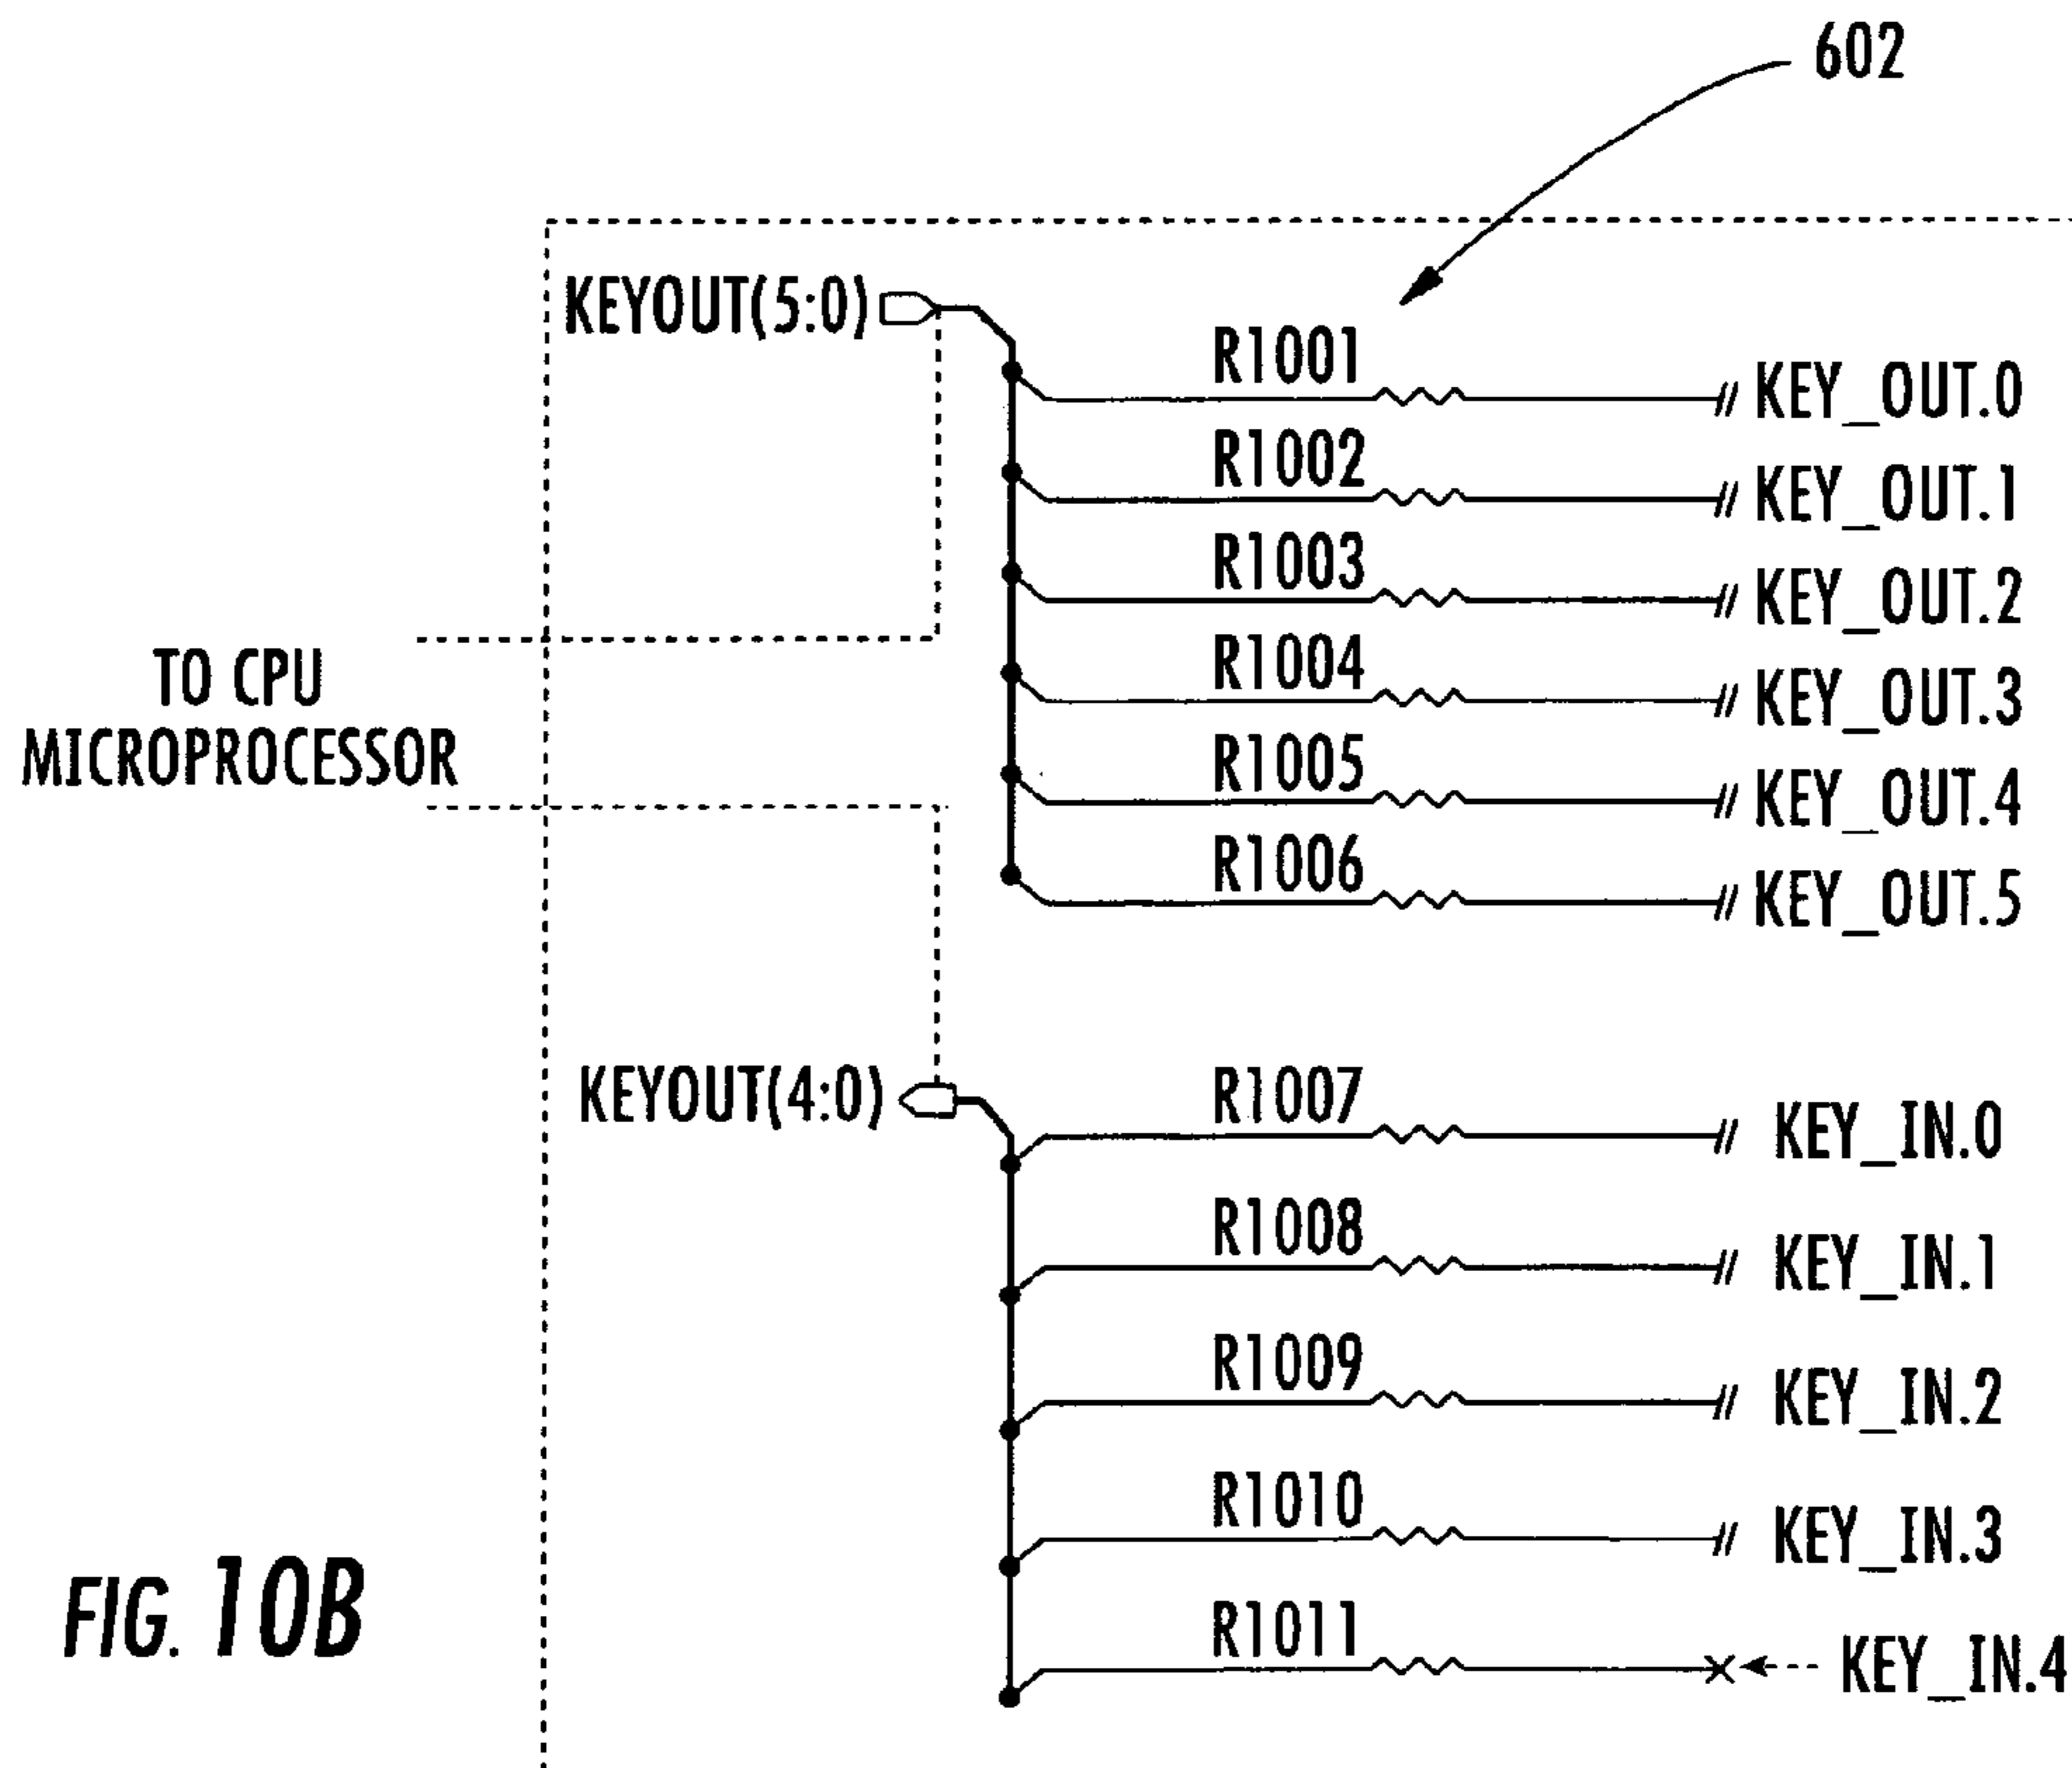 602
KEYOUT(5:0)
R1001
KEY_OUT.0
R1002
KEY_OUT.1
R1003
KEY_OUT.2
R1004
KEY_OUT.3
R1005
KEY_OUT.4
R1006
KEY_OUT.5
TO CPU
MICROPROCESSOR
KEYOUT(4:0)
R1007
KEY_IN.0
R1008
KEY_IN.1
R1009
KEY_IN.2
R1010
KEY_IN.3
R1011
KEY_IN.4
FIG. 10B